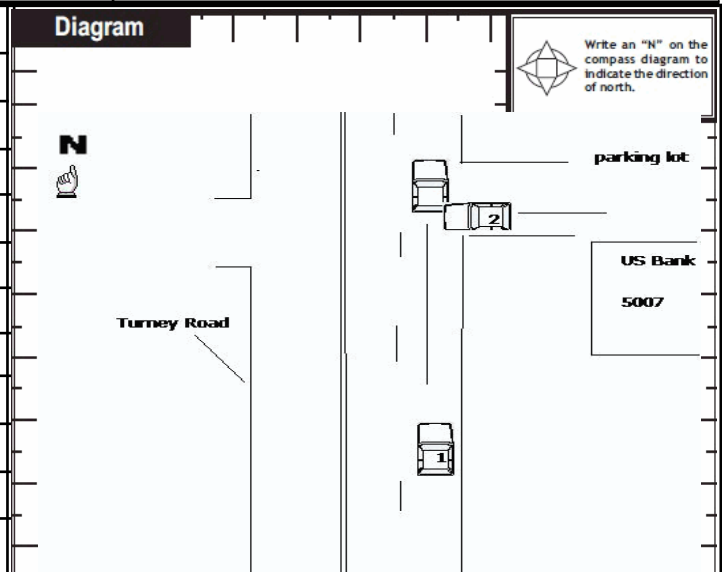 Diagram
Write an “N” on the
compass diagram to
indicate the direction
of north.
N
parking lot
2
US Bank
5007
Turney Road
1